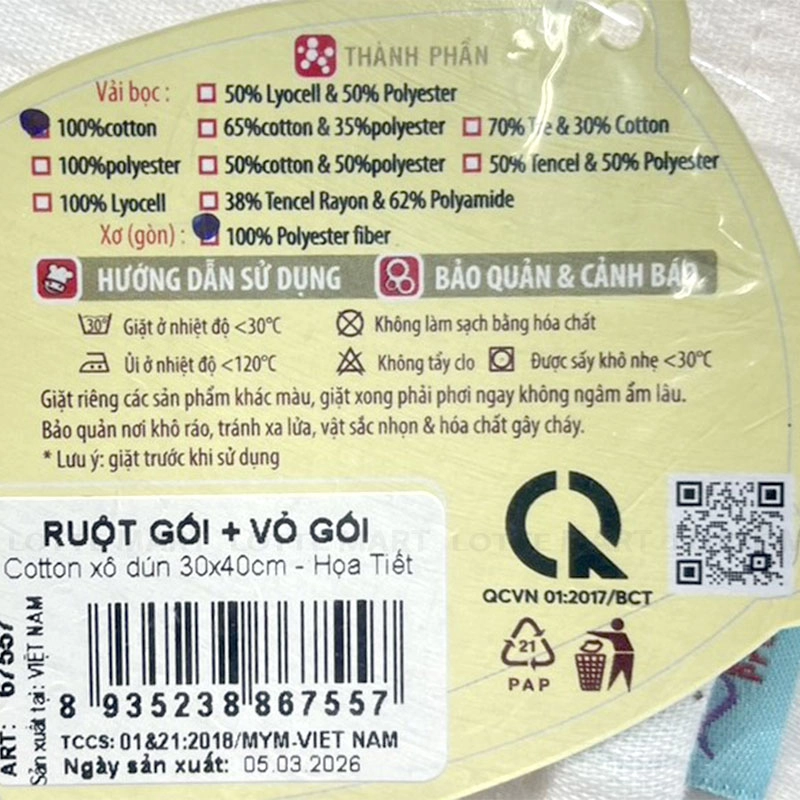 THÀNH PHẦN
Vải bọc : 50% Lyocell & 50% Polyester
100%cotton 65%cotton & 35%polyester 70% & 30% Cotton
100%polyester 50%cotton & 50%polyester 50% Tencel & 50% Polyester
100% Lyocell 38% Tencel Rayon & 62% Polyamide
Xơ (gòn) : 100% Polyester fiber
HƯỚNG DẪN SỬ DỤNG BẢO QUẢN & CẢNH BÁO
30° Giặt ở nhiệt độ <30°C Không làm sạch bằng hóa chất
Ủi ở nhiệt độ <120°C Không tẩy clo Được sấy khô nhẹ <30°C
Giặt riêng các sản phẩm khác màu, giặt xong phải phơi ngay không ngâm ẩm lâu.
Bảo quản nơi khô ráo, tránh xa lửa, vật sắc nhọn & hóa chất gây cháy.
* Lưu ý: giặt trước khi sử dụng
RUỘT GỐI + VỎ GỐI
LOTTE MART LOTTE MART
Cotton xô dún 30x40cm - Họa Tiết
ART: 67557
Sản xuất tại: VIỆT NAM
8 935238 867557
TCCS: 01&21:2018/MYM-VIET NAM
Ngày sản xuất: 05.03.2026
QCVN 01:2017/BCT
21
PAP